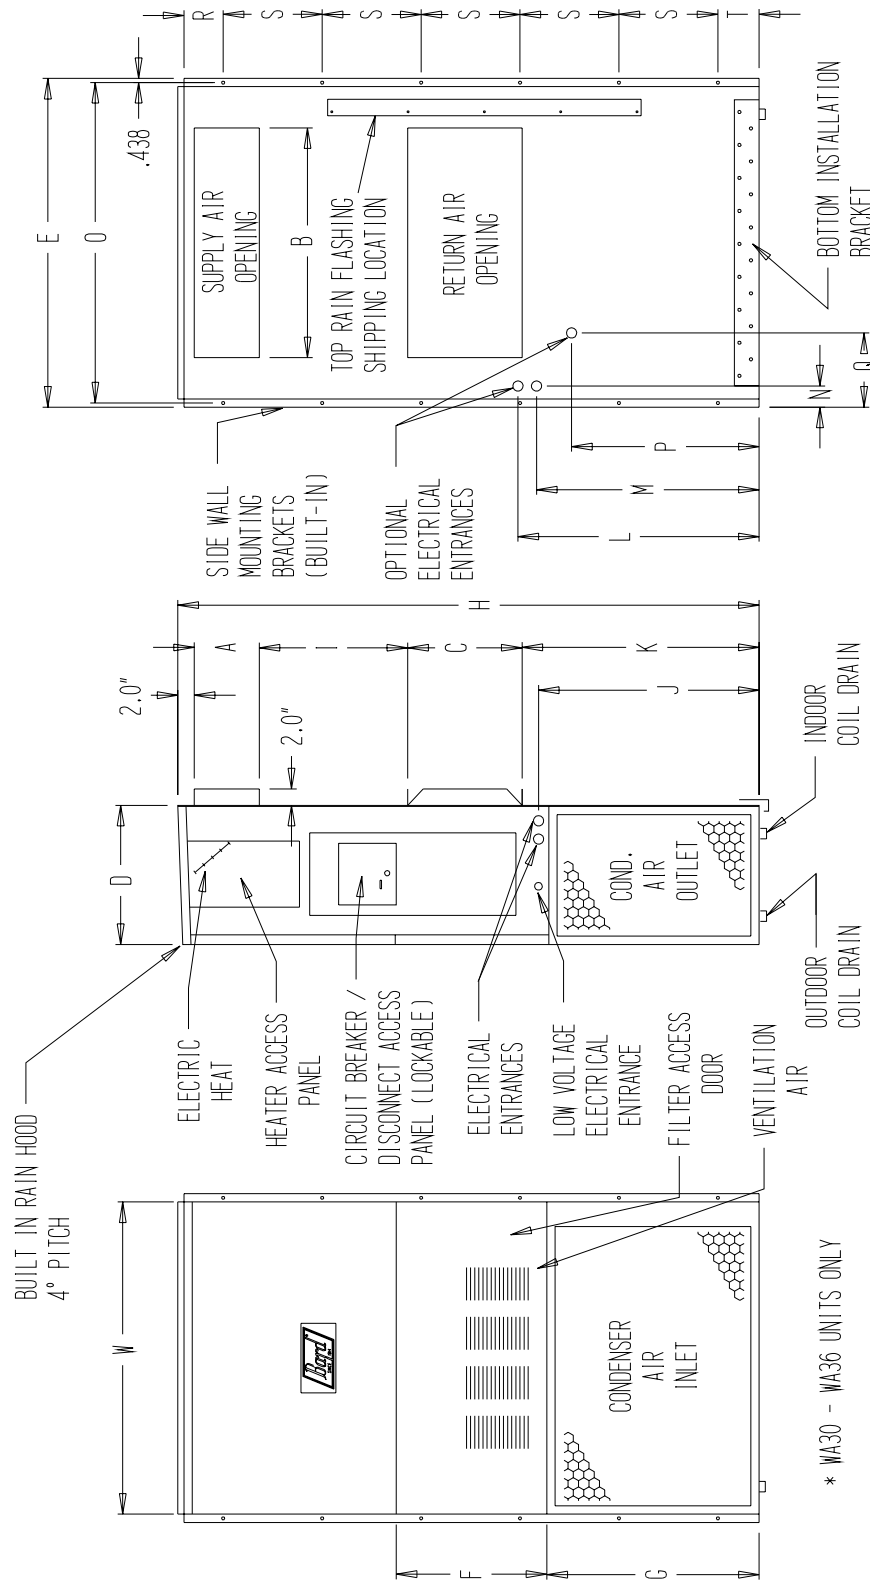 BUILT IN RAIN HOOD
4° PITCH
W
F
G
Bard
CONDENSER
AIR
INLET
* WA30 - WA36 UNITS ONLY
ELECTRIC
HEAT
HEATER ACCESS
PANEL
CIRCUIT BREAKER /
DISCONNECT ACCESS
PANEL (LOCKABLE)
ELECTRICAL
ENTRANCES
LOW VOLTAGE
ELECTRICAL
ENTRANCE
FILTER ACCESS
DOOR
VENTILATION
AIR
D
2.0"
A
2.0"
I
C
K
J
H
COND.
AIR
OUTLET
OUTDOOR
COIL DRAIN
INDOOR
COIL DRAIN
SIDE WALL
MOUNTING
BRACKETS
(BUILT-IN)
OPTIONAL
ELECTRICAL
ENTRANCES
L
M
P
N
Q
E
O
.438
SUPPLY AIR
OPENING
B
TOP RAIN FLASHING
SHIPPING LOCATION
RETURN AIR
OPENING
BOTTOM INSTALLATION
BRACKET
R
S
S
S
S
S
T